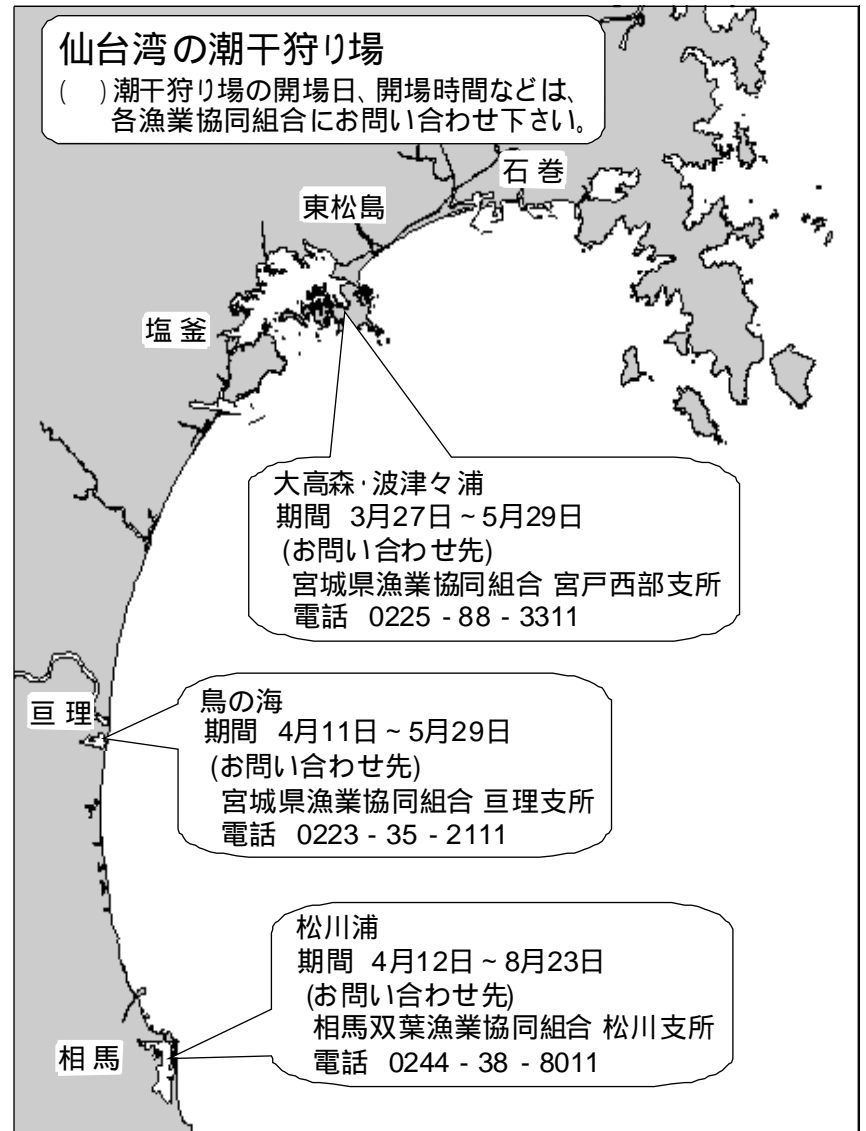 仙台湾の潮干狩り場
(　)潮干狩り場の開場日、開場時間などは、
各漁業協同組合にお問い合わせ下さい。
石巻
東松島
塩釜
大高森・波津々浦
期間 3月27日~5月29日
(お問い合わせ先)
宮城県漁業協同組合 宮戸西部支所
電話 0225 - 88 - 3311
亘理
鳥の海
期間 4月11日~5月29日
(お問い合わせ先)
宮城県漁業協同組合 亘理支所
電話 0223 - 35 - 2111
松川浦
期間 4月12日~8月23日
(お問い合わせ先)
相馬双葉漁業協同組合 松川支所
電話 0244 - 38 - 8011
相馬